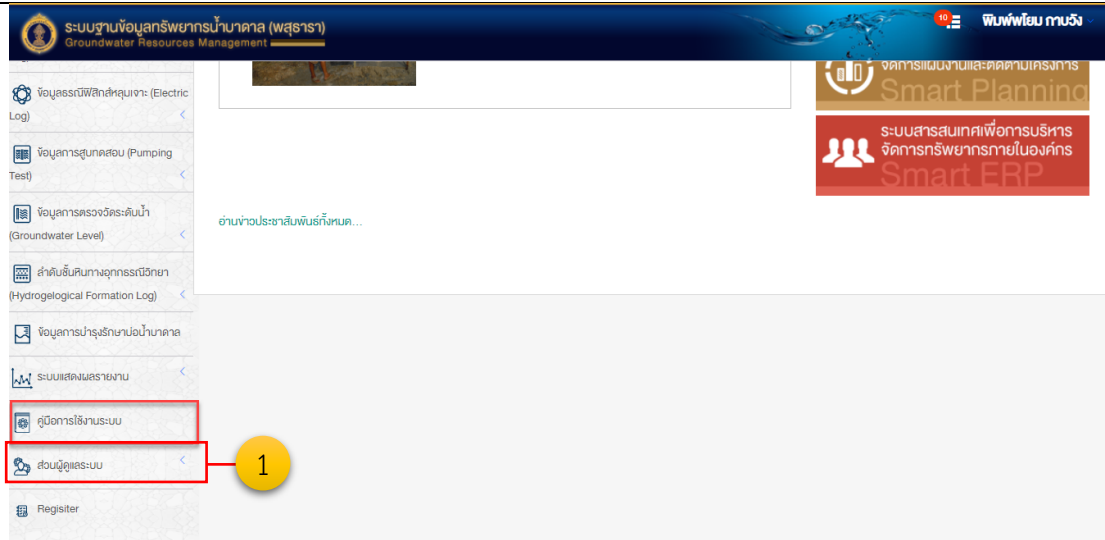 ระบบฐานข้อมูลทรัพยากรน้ำบาดาล (พสุธารา)
Groundwater Resources Management
10
พิมพ์พโยม กาบวัง
จัดการแผนงานและติดตามโครงการ
Smart Planning
ระบบสารสนเทศเพื่อการบริหาร
จัดการทรัพยากรภายในองค์กร
Smart ERP
ข้อมูลธรณีฟิสิกส์หลุมเจาะ (Electric
Log)
ข้อมูลการสูบทดสอบ (Pumping
Test)
ข้อมูลการตรวจวัดระดับน้ำ
(Groundwater Level)
อ่านข่าวประชาสัมพันธ์ทั้งหมด...
ลำดับชั้นหินทางอุทกธรณีวิทยา
(Hydrogelogical Formation Log)
ข้อมูลการบำรุงรักษาบ่อน้ำบาดาล
ระบบแสดงผลรายงาน
คู่มือการใช้งานระบบ
ส่วนผู้ดูแลระบบ
1
Regisiter